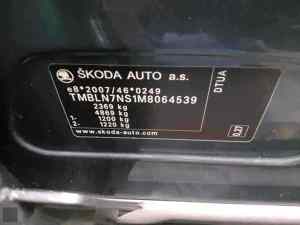 ŠKODA AUTO a.s.
e8*2007/46*0249
TMBLN7NS1M8064539
2369 kg
4869 kg
1. 1200 kg
2. 1220 kg
www.skoda-auto.com
DTUA